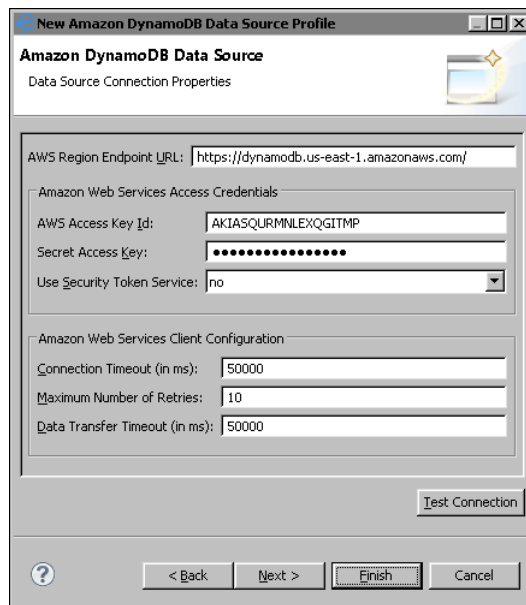 New Amazon DynamoDB Data Source Profile
Amazon DynamoDB Data Source
Data Source Connection Properties
AWS Region Endpoint URL: https://dynamodb.us-east-1.amazonaws.com/
Amazon Web Services Access Credentials
AWS Access Key Id: AKIASQURMNLEXQGITMP
Secret Access Key: ●●●●●●●●●●●●●●●●
Use Security Token Service: no
Amazon Web Services Client Configuration
Connection Timeout (in ms): 50000
Maximum Number of Retries: 10
Data Transfer Timeout (in ms): 50000
Test Connection
? < Back Next > Finish Cancel